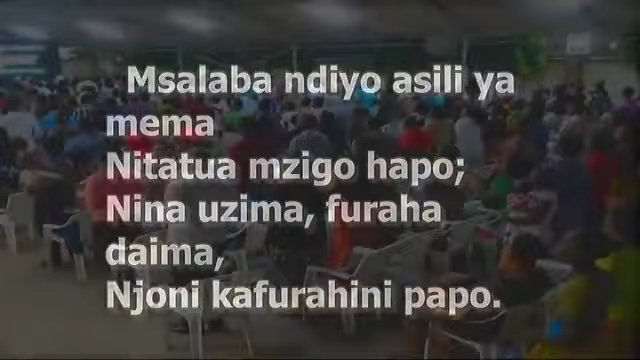 Msalaba ndiyo asili ya
mema
Nitatua mzigo hapo;
Nina uzima, furaha
daima,
Njoni kafurahini papo.